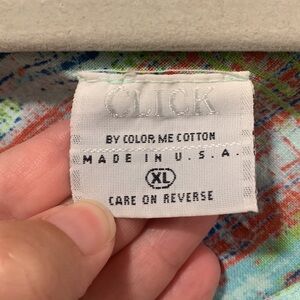 CLICK
BY COLOR ME COTTON
MADE IN U.S.A.
XL
CARE ON REVERSE